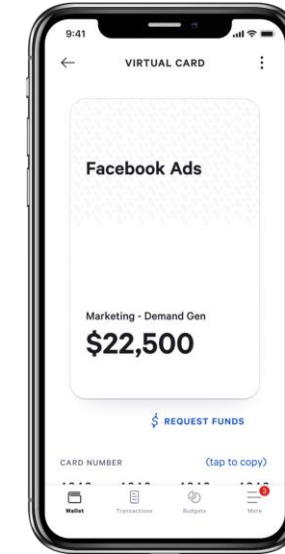 9:41
VIRTUAL CARD
Facebook Ads
Marketing - Demand Gen
$22,500
$ REQUEST FUNDS
CARD NUMBER (tap to copy)
3
Wallet Transactions Budgets More